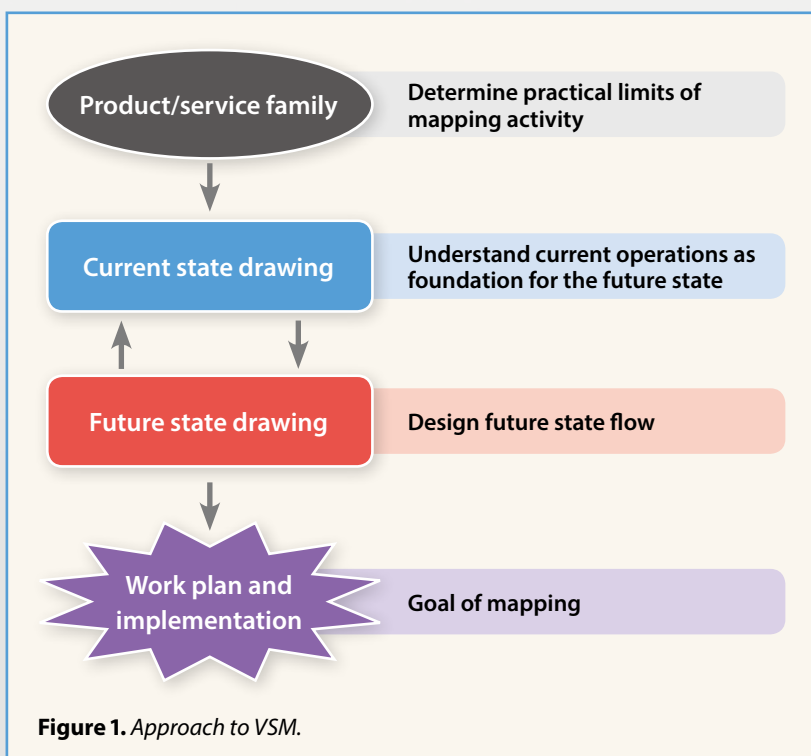 Product/service family
Determine practical limits of
mapping activity
Current state drawing
Understand current operations as
foundation for the future state
Future state drawing
Design future state flow
Work plan and
implementation
Goal of mapping
Figure 1. Approach to VSM.